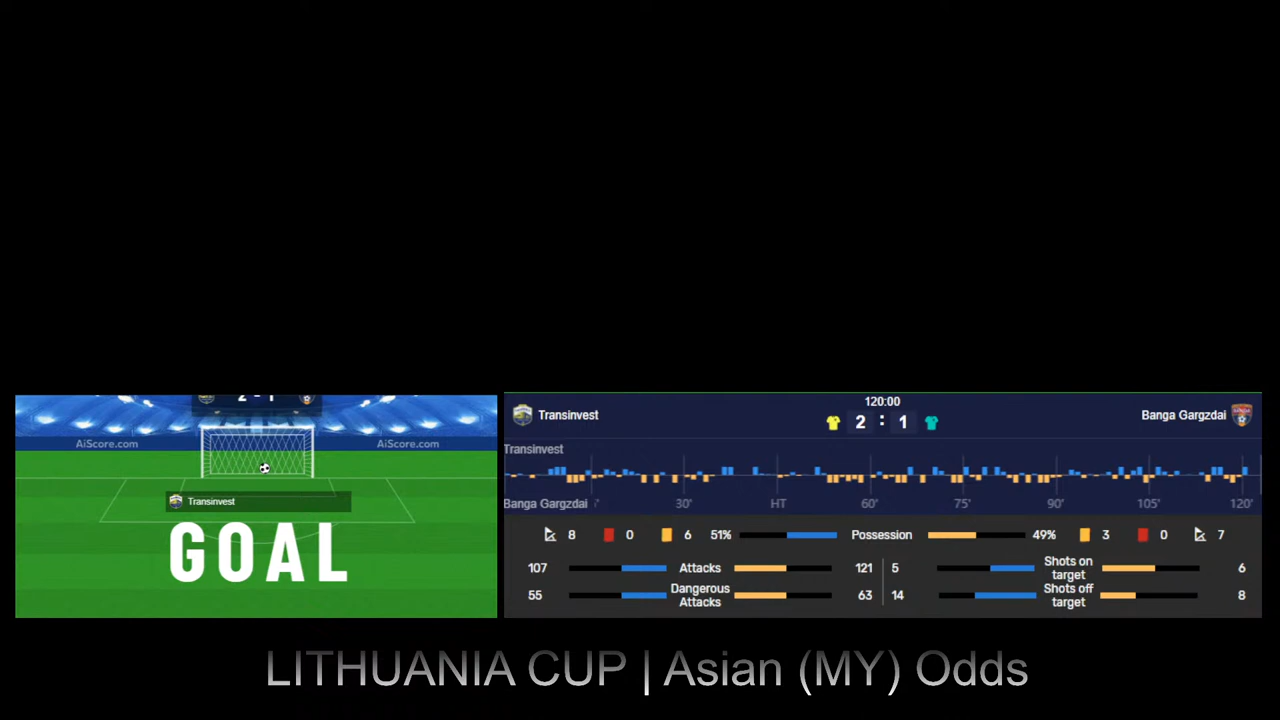 2 - 1
AiScore.com AiScore.com
Transinvest
GOAL
120:00
Transinvest 2 : 1 Banga Gargzdai
Transinvest
Banga Gargzdai ' 30' HT 60' 75' 90' 105' 120'
8 0 6 51% Possession 49% 3 0 7
107 Attacks 121 5 Shots on target 6
55 Dangerous Attacks 63 14 Shots off target 8
LITHUANIA CUP | Asian (MY) Odds